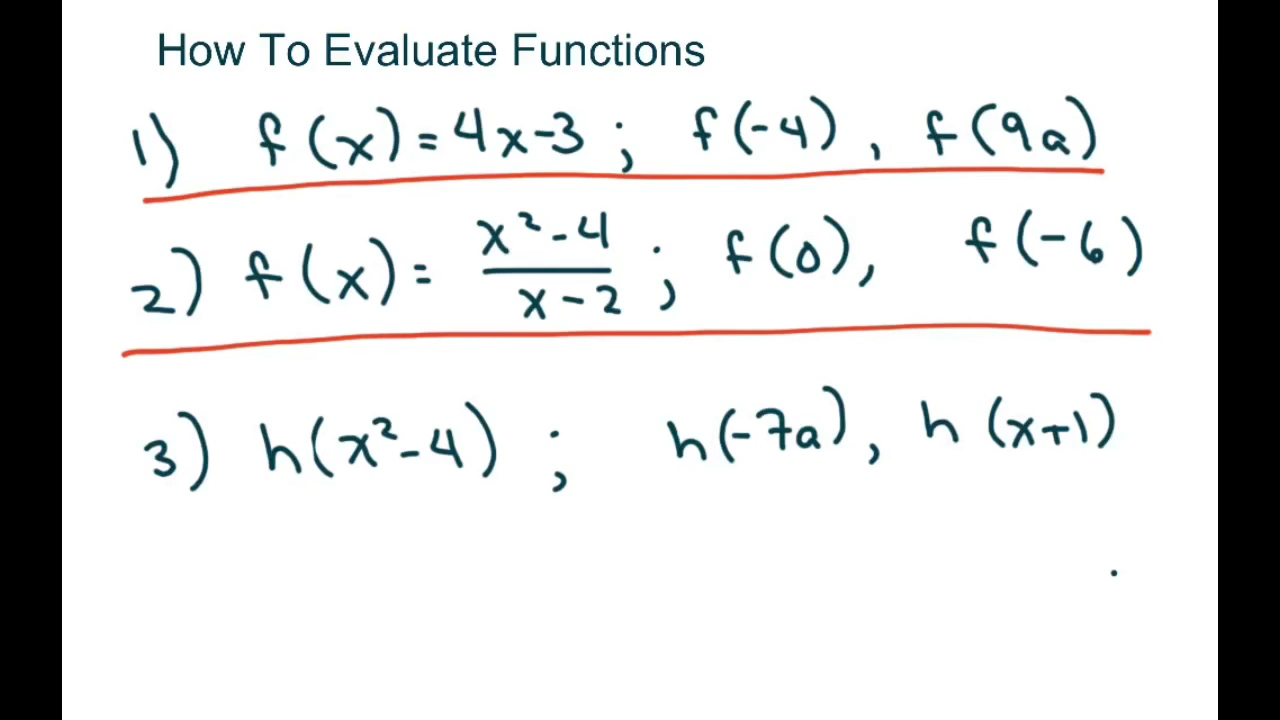 How To Evaluate Functions
1) f(x) = 4x-3 ; f(-4) , f(9a)
2) f(x) = x²-4 / x-2 ; f(0), f(-6)
3) h(x²-4) ; h(-7a), h(x+1)